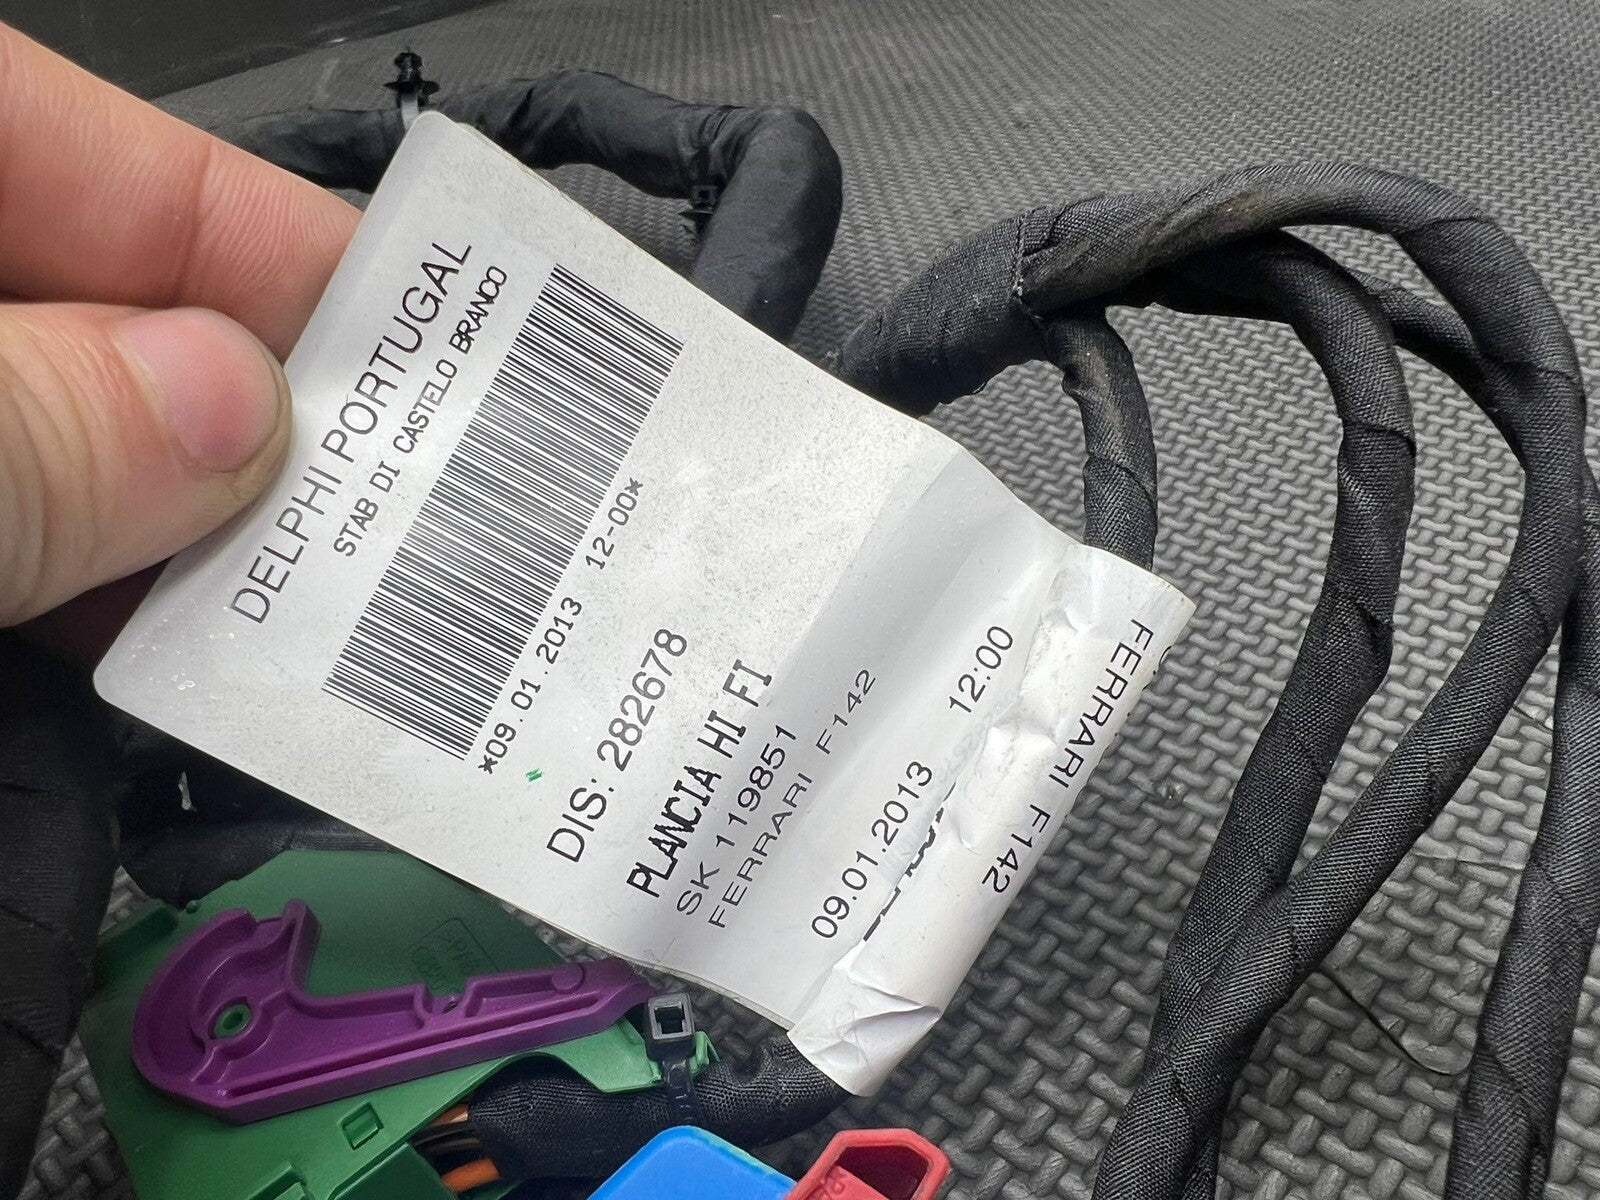 DELPHI PORTUGAL
STAB DI CASTELO BRANCO
*09.01.2013 12-00*
DIS: 282678
PLANCIA HI FI
SK 119851
FERRARI F142
09.01.2013 12:00
FERRARI F142